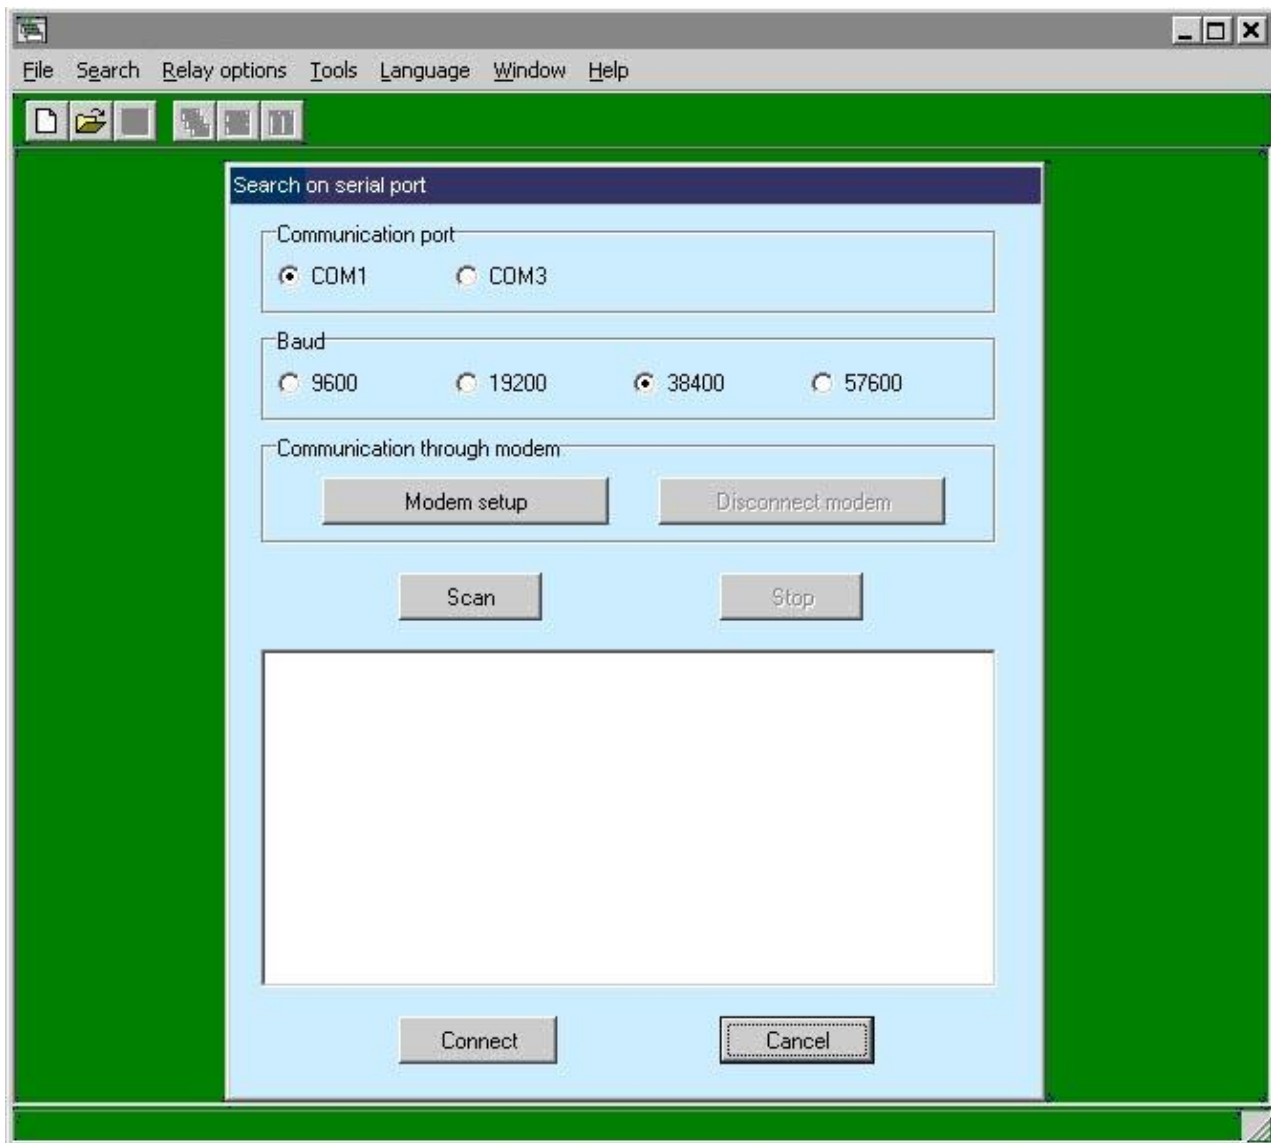 File Search Relay options Tools Language Window Help
Search on serial port
Communication port
COM1 COM3
Baud
9600 19200 38400 57600
Communication through modem
Modem setup Disconnect modem
Scan Stop
Connect Cancel